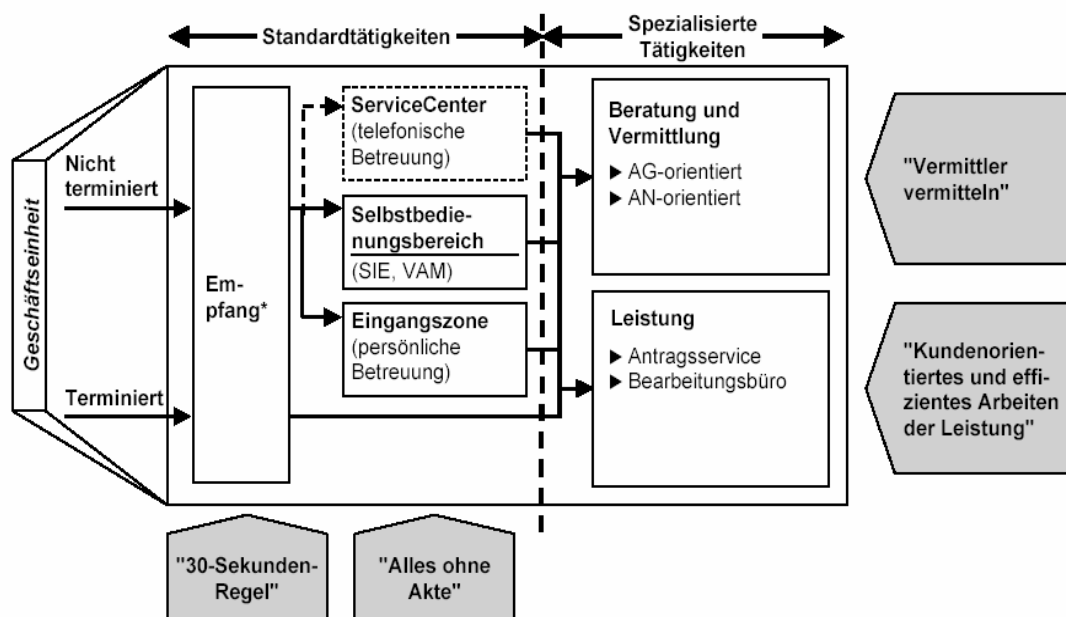 Standardtätigkeiten
Spezialisierte
Tätigkeiten
Geschäftseinheit
Nicht
terminiert
Terminiert
Em-
pfang*
ServiceCenter
(telefonische
Betreuung)
Selbstbedie-
nungsbereich
(SIE, VAM)
Eingangszone
(persönliche
Betreuung)
Beratung und
Vermittlung
▶ AG-orientiert
▶ AN-orientiert
Leistung
▶ Antragsservice
▶ Bearbeitungsbüro
"Vermittler
vermitteln"
"Kundenorien-
tiertes und effi-
zientes Arbeiten
der Leistung"
"30-Sekunden-
Regel"
"Alles ohne
Akte"